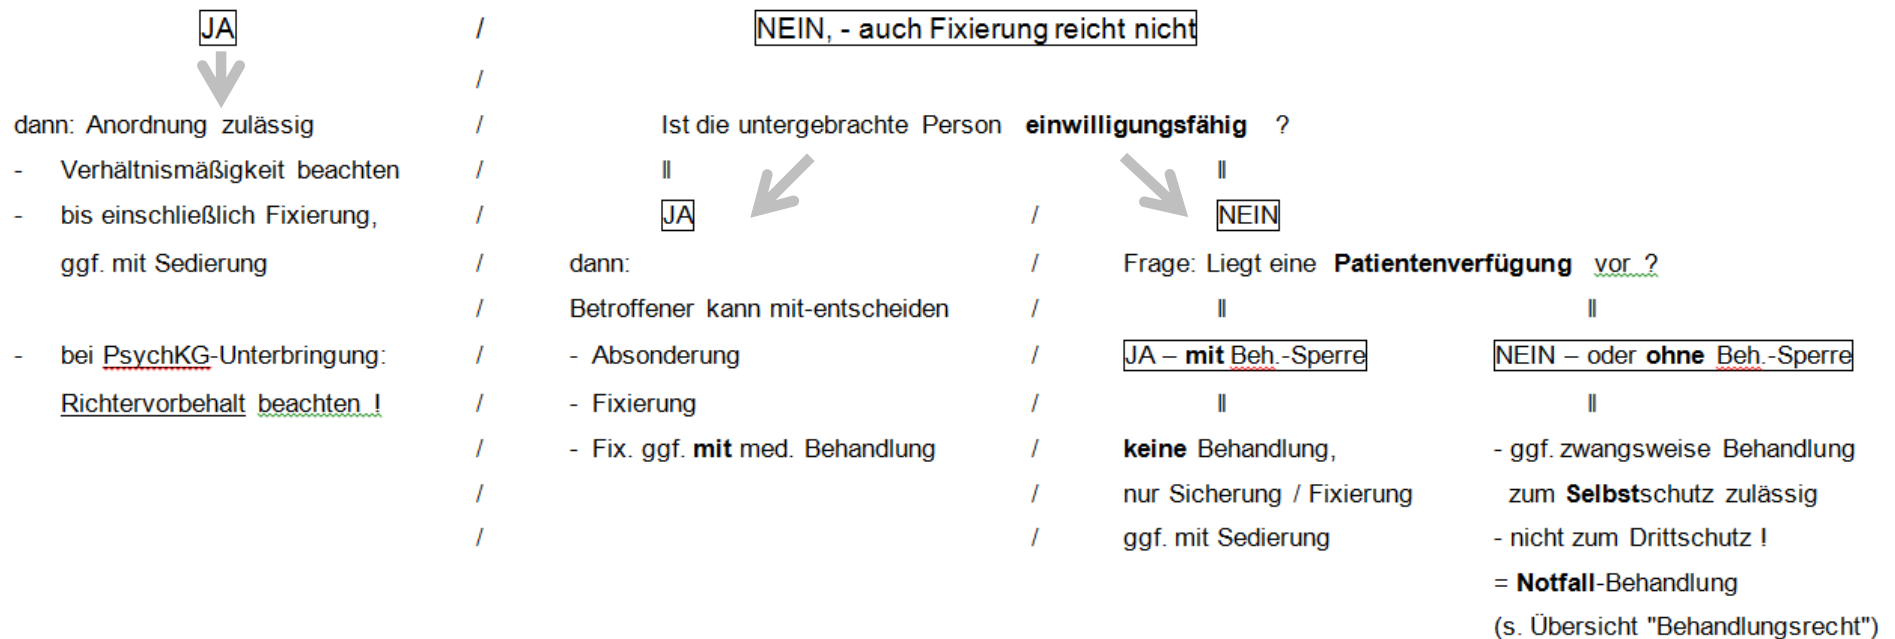 JA / NEIN, - auch Fixierung reicht nicht
/
dann: Anordnung zulässig / Ist die untergebrachte Person einwilligungsfähig ?
- Verhältnismäßigkeit beachten / || ||
- bis einschließlich Fixierung, / JA / NEIN
ggf. mit Sedierung / dann: / Frage: Liegt eine Patientenverfügung vor ?
/ Betroffener kann mit-entscheiden / || ||
- bei PsychKG-Unterbringung: / - Absonderung / JA – mit Beh.-Sperre NEIN – oder ohne Beh.-Sperre
Richtervorbehalt beachten ! / - Fixierung / || ||
/ - Fix. ggf. mit med. Behandlung / keine Behandlung, - ggf. zwangsweise Behandlung
/ / nur Sicherung / Fixierung zum Selbstschutz zulässig
/ / ggf. mit Sedierung - nicht zum Drittschutz !
= Notfall-Behandlung
(s. Übersicht "Behandlungsrecht")